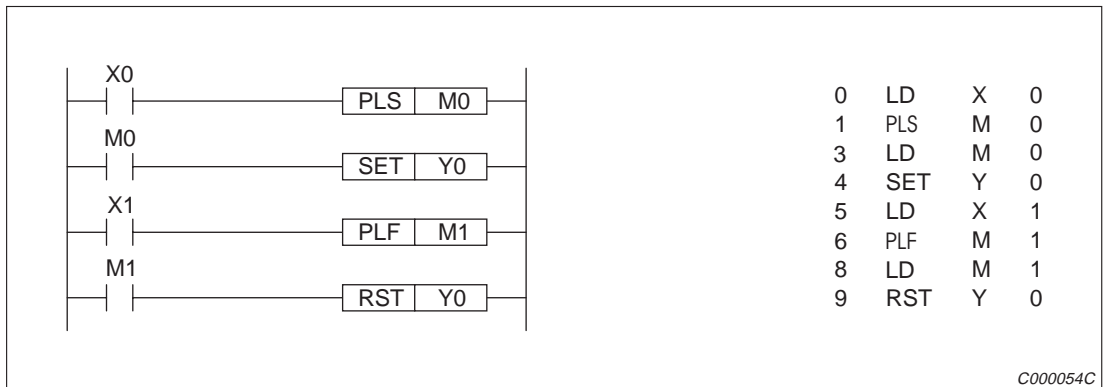 X0
PLS M0
M0
SET Y0
X1
PLF M1
M1
RST Y0
0 LD X 0
1 PLS M 0
3 LD M 0
4 SET Y 0
5 LD X 1
6 PLF M 1
8 LD M 1
9 RST Y 0
C000054C